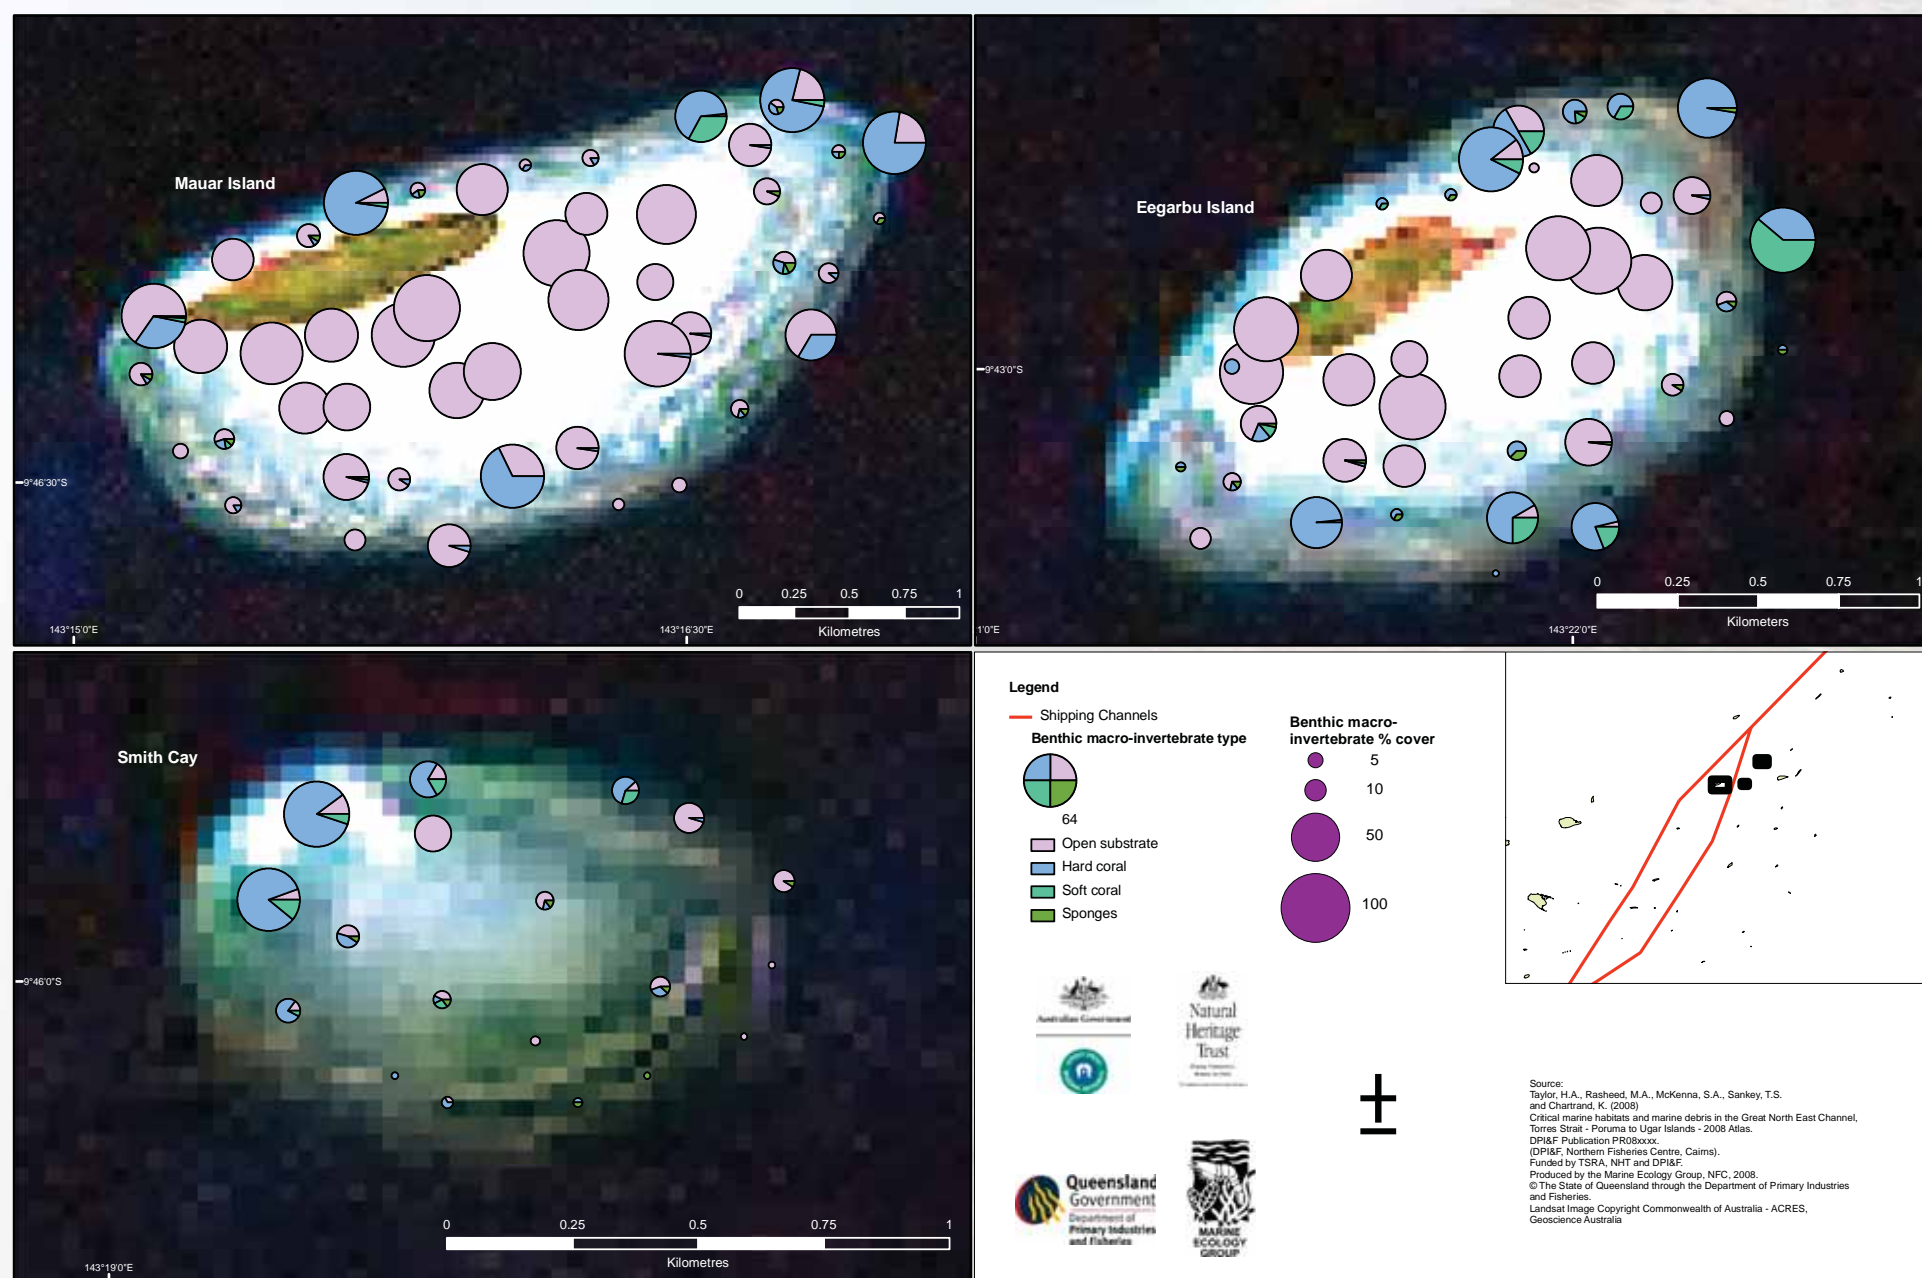 Mauar Island
9°46'30"S
143°15'0"E
143°16'30"E
0 0.25 0.5 0.75 1
Kilometres
Eegarbu Island
9°43'0"S
1'0"E
143°22'0"E
0 0.25 0.5 0.75 1
Kilometers
Smith Cay
9°46'0"S
143°19'0"E
0 0.25 0.5 0.75 1
Kilometres
Legend
Shipping Channels
Benthic macro-invertebrate type
64
Open substrate
Hard coral
Soft coral
Sponges
Benthic macro-
invertebrate % cover
5
10
50
100
Australian Government
Natural
Heritage
Trust
Queensland
Government
Department of
Primary Industries
and Fisheries
MARINE
ECOLOGY
GROUP
Source:
Taylor, H.A., Rasheed, M.A., McKenna, S.A., Sankey, T.S.
and Chartrand, K. (2008)
Critical marine habitats and marine debris in the Great North East Channel,
Torres Strait - Poruma to Ugar Islands - 2008 Atlas.
DPI&F Publication PR08xxxx.
(DPI&F, Northern Fisheries Centre, Cairns).
Funded by TSRA, NHT and DPI&F.
Produced by the Marine Ecology Group, NFC, 2008.
© The State of Queensland through the Department of Primary Industries
and Fisheries.
Landsat Image Copyright Commonwealth of Australia - ACRES,
Geoscience Australia